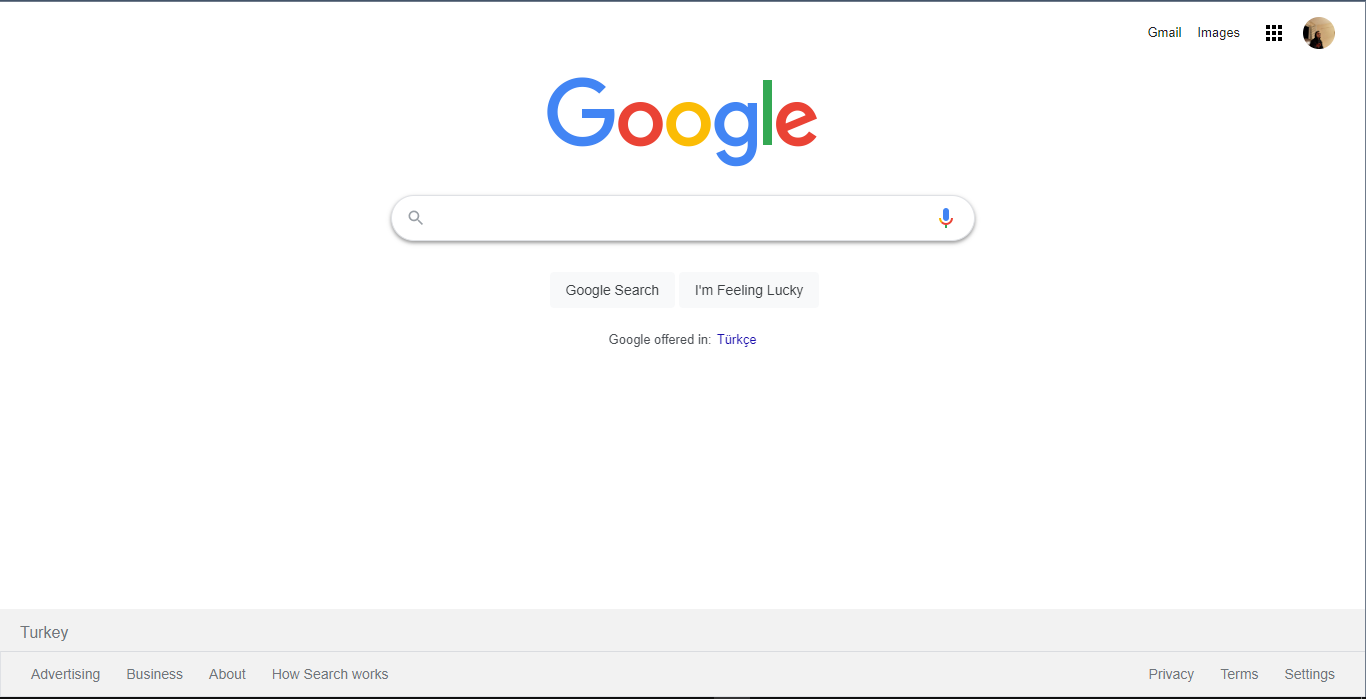 Gmail Images
Google
Google Search I'm Feeling Lucky
Google offered in: Türkçe
Turkey
Advertising Business About How Search works Privacy Terms Settings